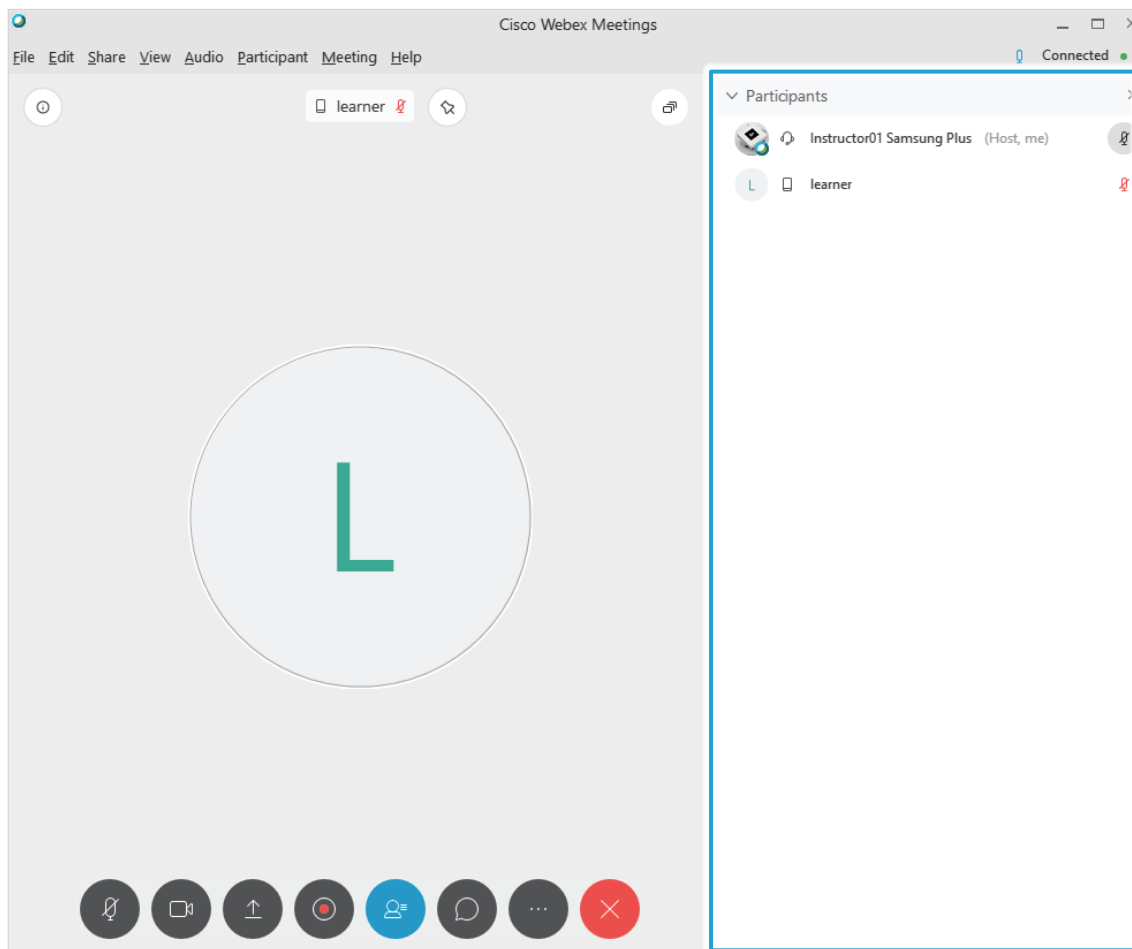 Cisco Webex Meetings
File Edit Share View Audio Participant Meeting Help
Connected
learner
Participants
Instructor01 Samsung Plus (Host, me)
L learner
L